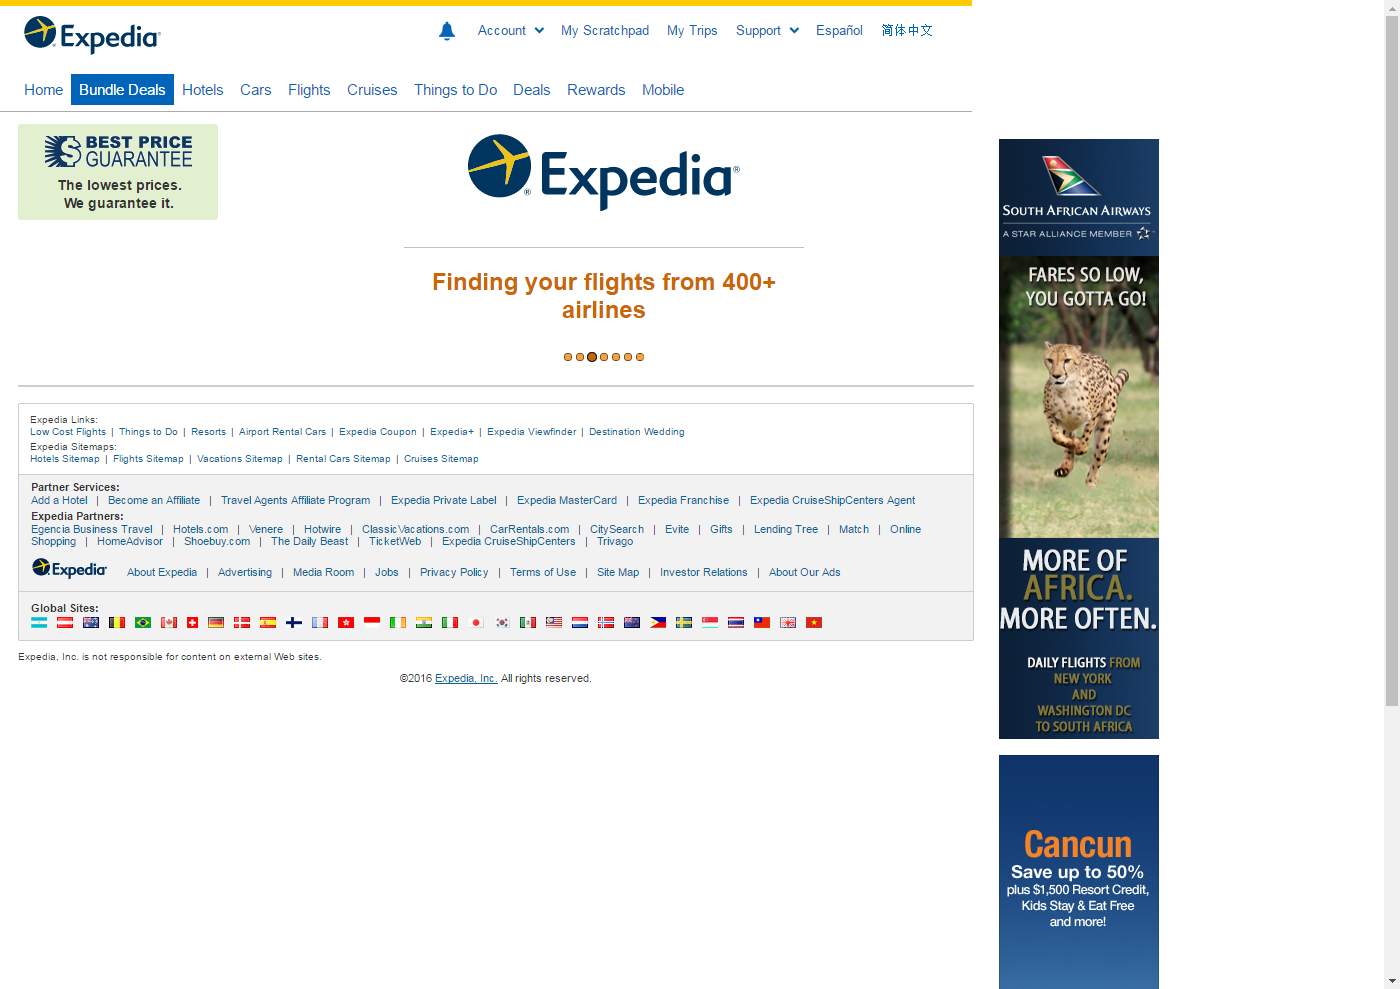 Expedia
Account My Scratchpad My Trips Support Español 简体中文
Home Bundle Deals Hotels Cars Flights Cruises Things to Do Deals Rewards Mobile
BEST PRICE
GUARANTEE
The lowest prices.
We guarantee it.
Expedia®
Finding your flights from 400+
airlines
Expedia Links:
Low Cost Flights | Things to Do | Resorts | Airport Rental Cars | Expedia Coupon | Expedia+ | Expedia Viewfinder | Destination Wedding
Expedia Sitemaps:
Hotels Sitemap | Flights Sitemap | Vacations Sitemap | Rental Cars Sitemap | Cruises Sitemap
Partner Services:
Add a Hotel | Become an Affiliate | Travel Agents Affiliate Program | Expedia Private Label | Expedia MasterCard | Expedia Franchise | Expedia CruiseShipCenters Agent
Expedia Partners:
Egencia Business Travel | Hotels.com | Venere | Hotwire | ClassicVacations.com | CarRentals.com | CitySearch | Evite | Gifts | Lending Tree | Match | Online
Shopping | HomeAdvisor | Shoebuy.com | The Daily Beast | TicketWeb | Expedia CruiseShipCenters | Trivago
Expedia About Expedia | Advertising | Media Room | Jobs | Privacy Policy | Terms of Use | Site Map | Investor Relations | About Our Ads
Global Sites:
Expedia, Inc. is not responsible for content on external Web sites.
©2016 Expedia, Inc. All rights reserved.
SOUTH AFRICAN AIRWAYS
A STAR ALLIANCE MEMBER
FARES SO LOW,
YOU GOTTA GO!
MORE OF
AFRICA.
MORE OFTEN.
DAILY FLIGHTS FROM
NEW YORK
AND
WASHINGTON DC
TO SOUTH AFRICA
Cancun
Save up to 50%
plus $1,500 Resort Credit,
Kids Stay & Eat Free
and more!